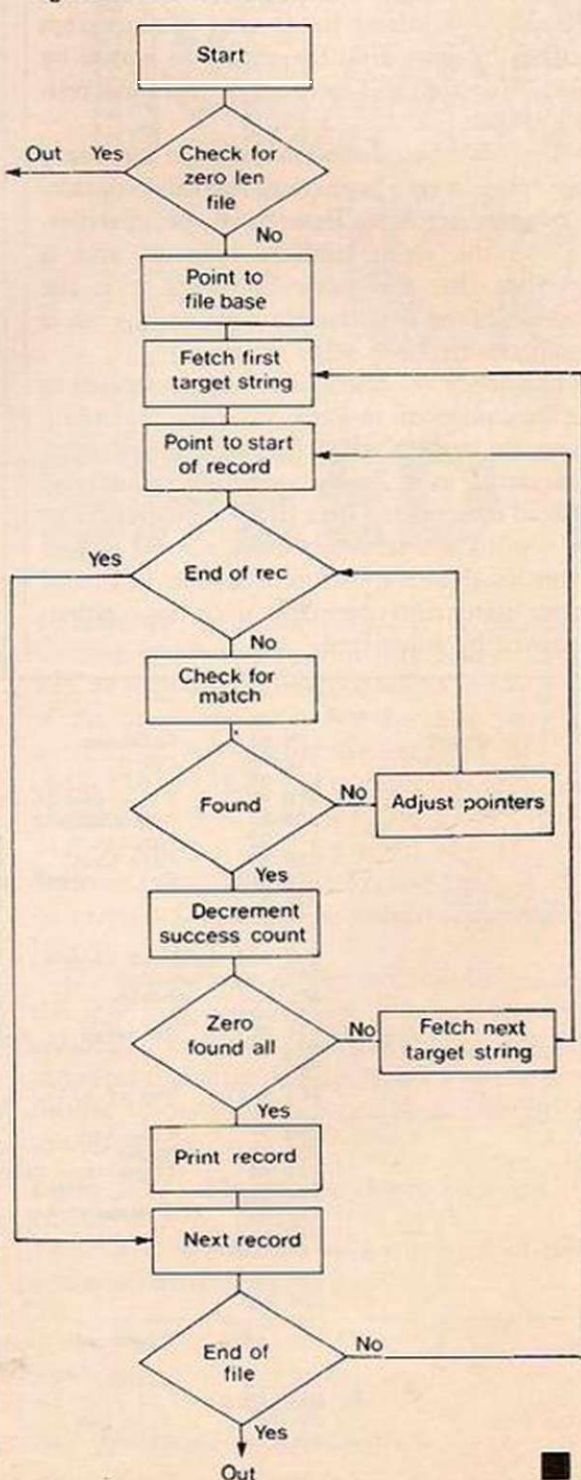 Start
Out Yes
Check for
zero len
file
No
Point to
file base
Fetch first
target string
Point to start
of record
Yes
End of rec
No
Check for
match
Found
No
Adjust pointers
Yes
Decrement
success count
Zero
found all
No
Fetch next
target string
Yes
Print record
Next record
End of
file
No
Yes
Out